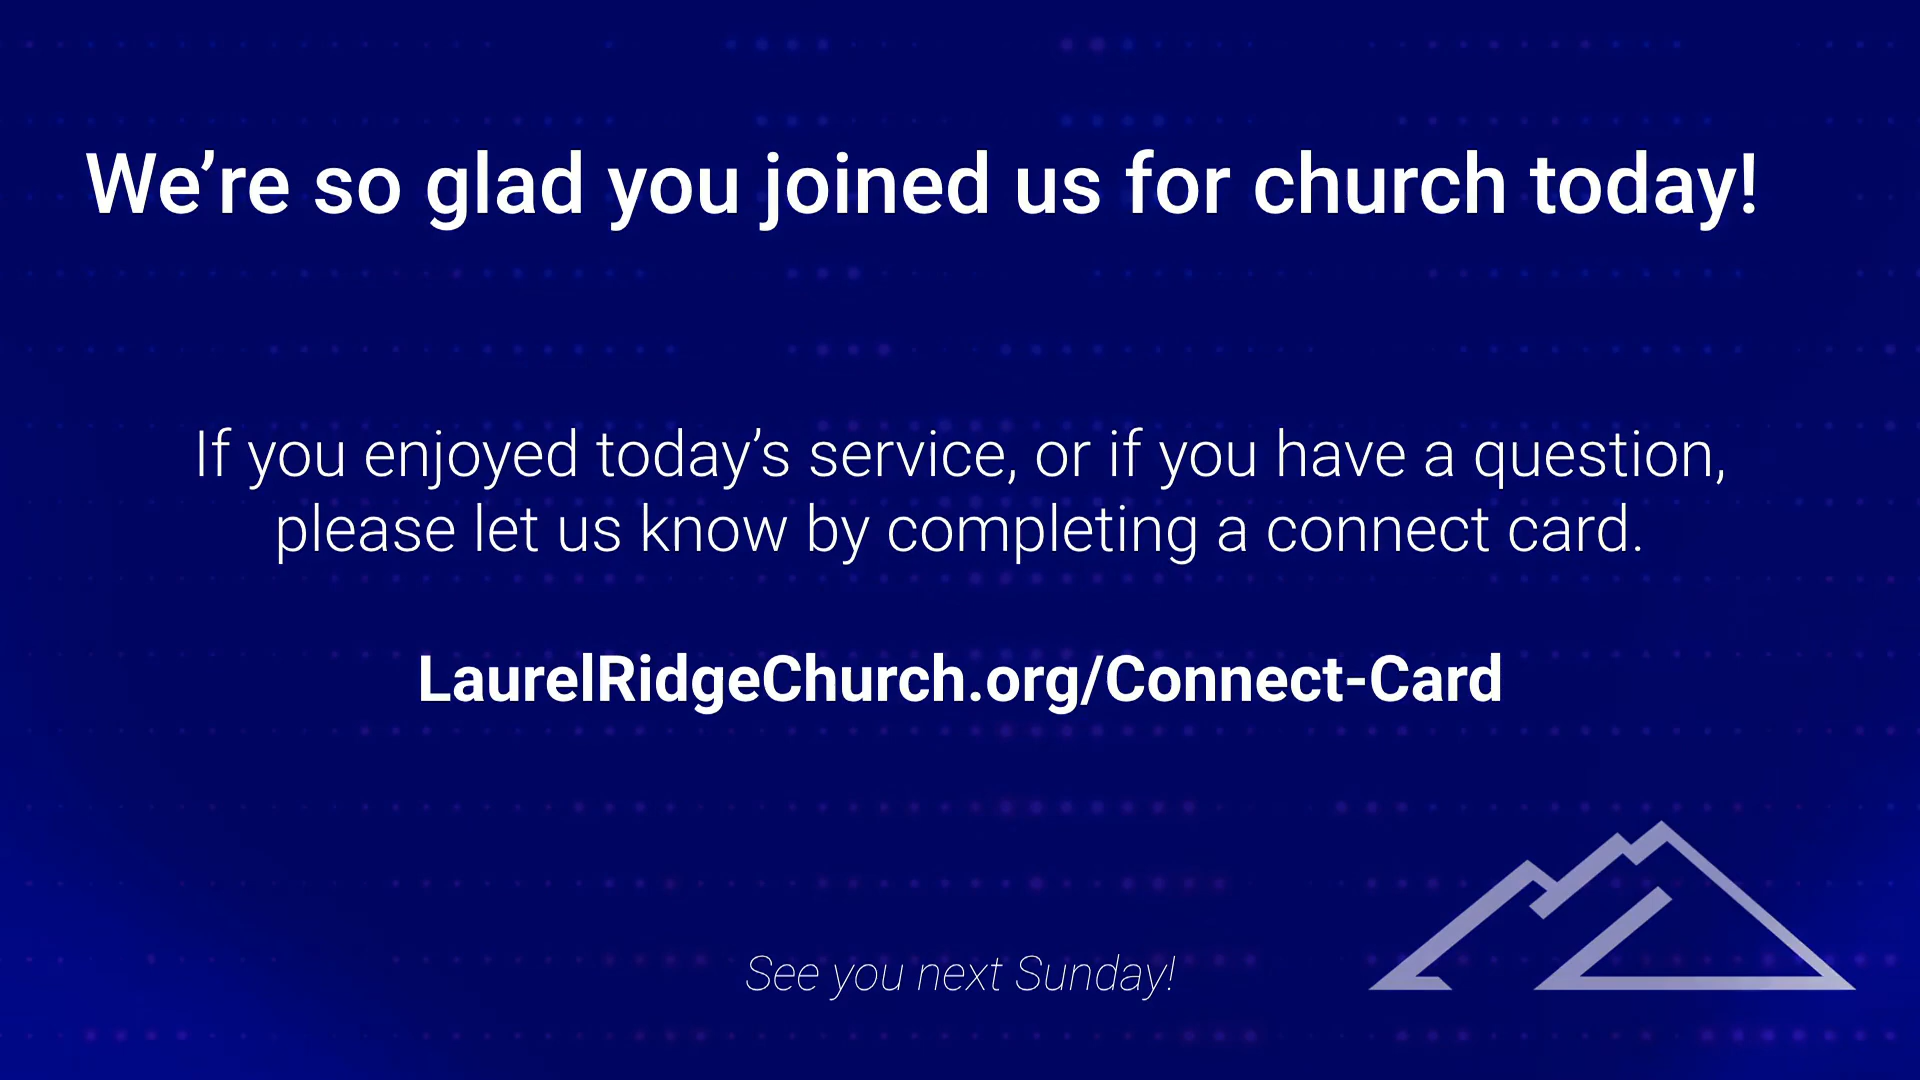 We’re so glad you joined us for church today!
If you enjoyed today’s service, or if you have a question,
please let us know by completing a connect card.
LaurelRidgeChurch.org/Connect-Card
See you next Sunday!